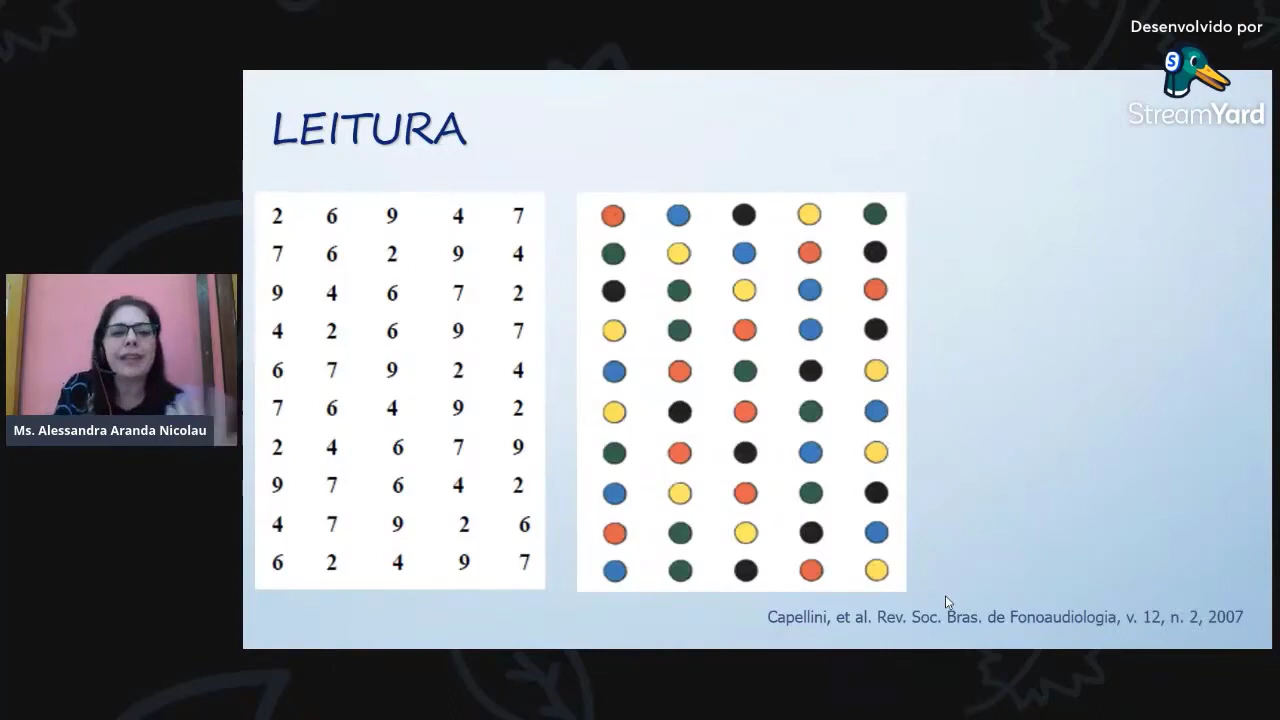 Desenvolvido por
StreamYard
LEITURA
2 6 9 4 7
7 6 2 9 4
9 4 6 7 2
4 2 6 9 7
6 7 9 2 4
7 6 4 9 2
2 4 6 7 9
9 7 6 4 2
4 7 9 2 6
6 2 4 9 7
Ms. Alessandra Aranda Nicolau
Capellini, et al. Rev. Soc. Bras. de Fonoaudiologia, v. 12, n. 2, 2007